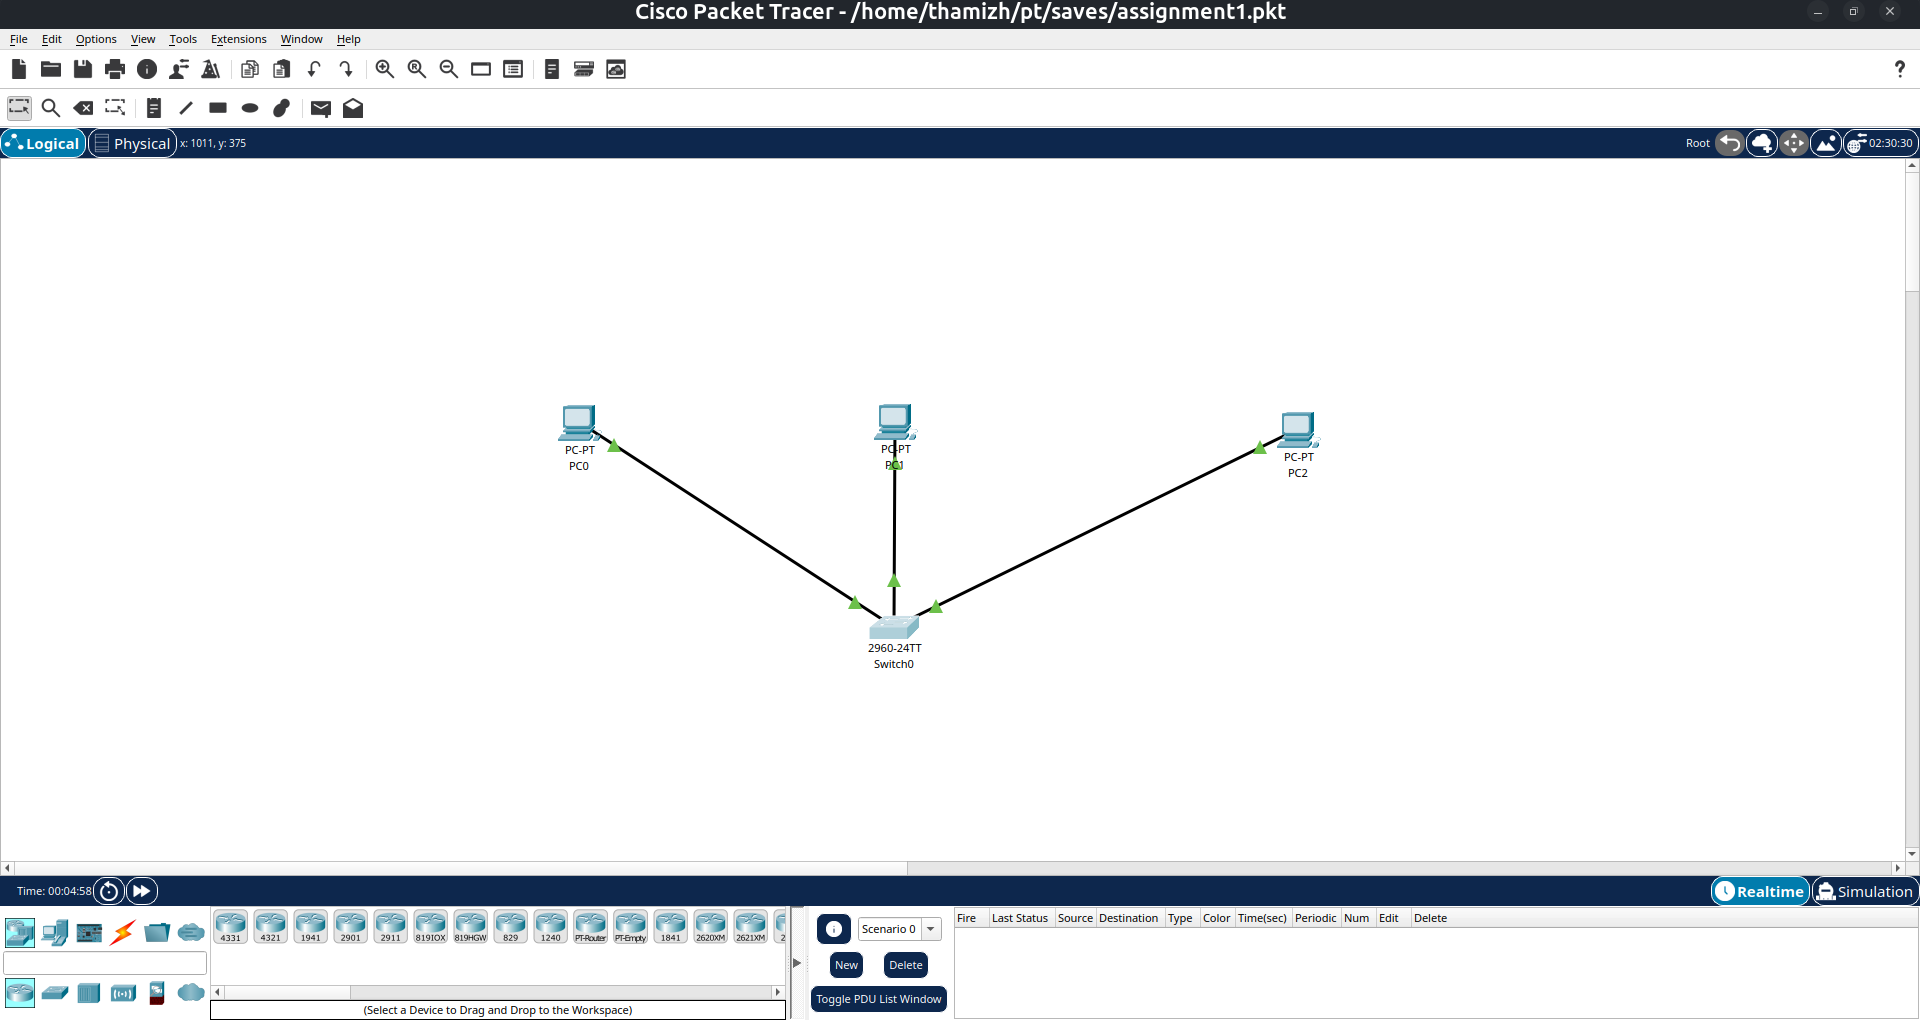 Cisco Packet Tracer - /home/thamizh/pt/saves/assignment1.pkt
File Edit Options View Tools Extensions Window Help
?
Logical Physical x: 1011, y: 375 Root 02:30:30
PC-PT
PC0
PC-PT
PC1
PC-PT
PC2
2960-24TT
Switch0
Time: 00:04:58 Realtime Simulation
4331 4321 1941 2901 2911 819IOX 819HGW 829 1240 PT-Router PT-Empty 1841 2620XM 2621XM 2
(Select a Device to Drag and Drop to the Workspace)
Scenario 0
New Delete
Toggle PDU List Window
Fire Last Status Source Destination Type Color Time(sec) Periodic Num Edit Delete